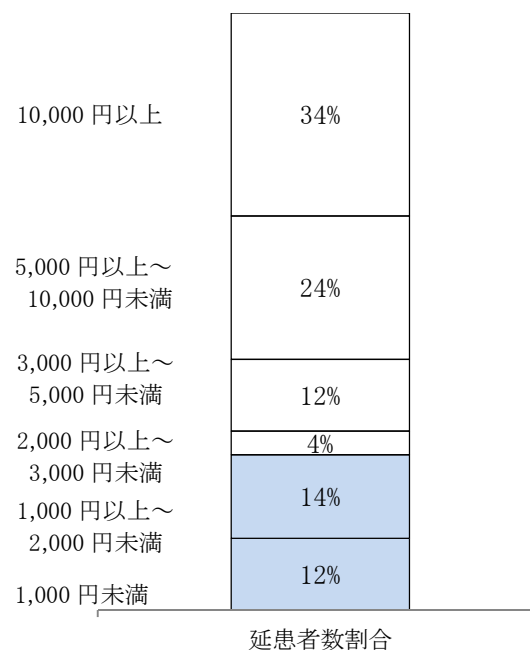 10,000 円以上
34%
5,000 円以上～
10,000 円未満
24%
3,000 円以上～
5,000 円未満
12%
2,000 円以上～
3,000 円未満
4%
1,000 円以上～
2,000 円未満
14%
1,000 円未満
12%
延患者数割合